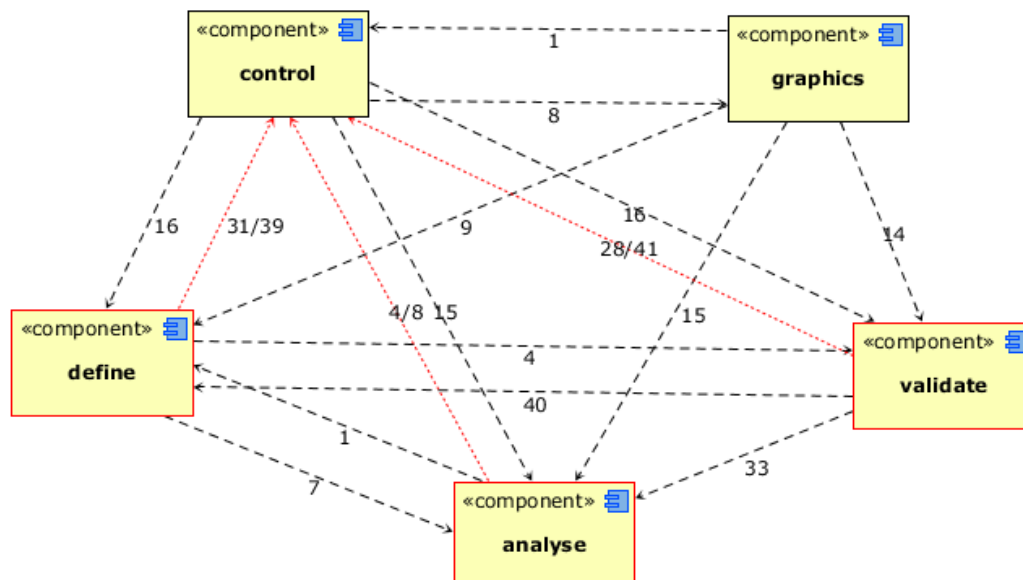 «component»
control
«component»
graphics
1
8
16
31/39
9
16
28/41
14
4/8
15
15
«component»
define
«component»
validate
4
40
1
7
33
«component»
analyse